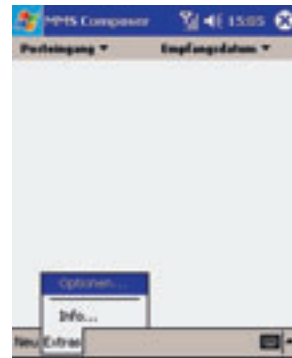 MMS Composer 15:05
Posteingang Empfangsdatum
Optionen...
Info...
Neu Extras